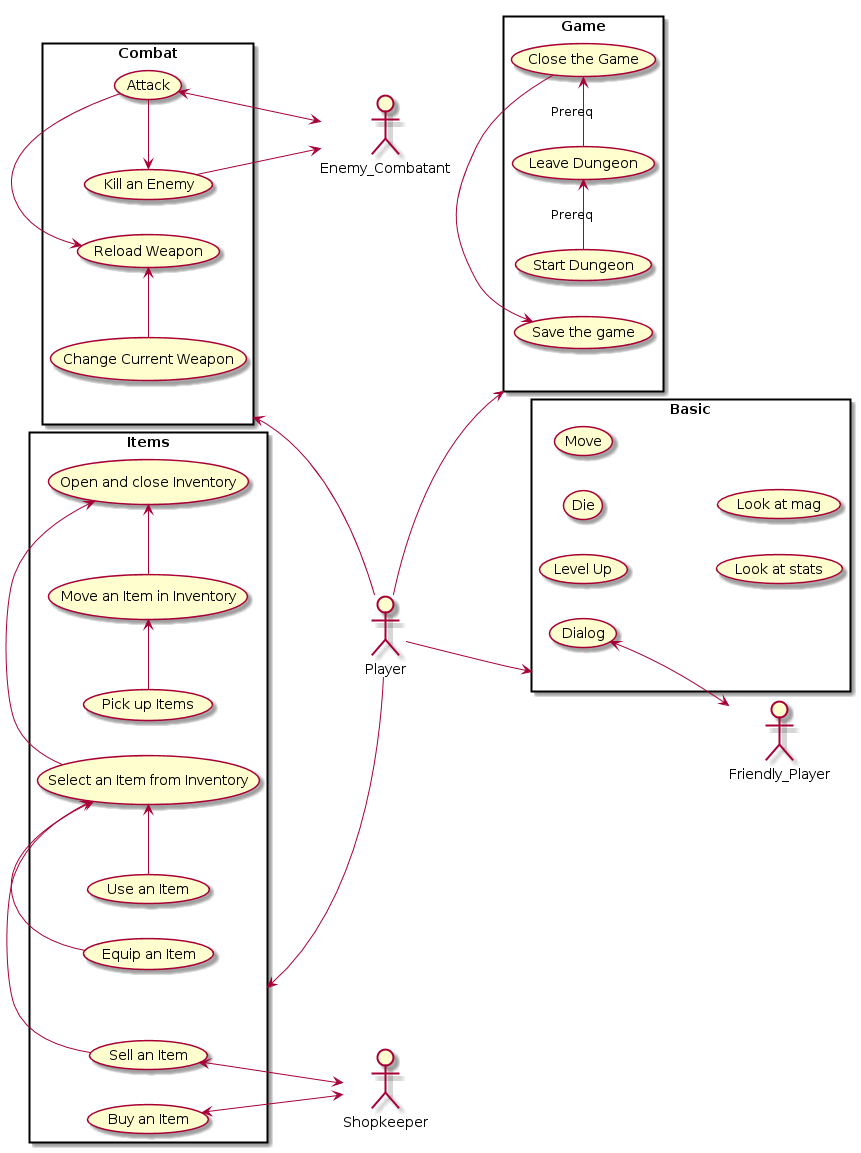 Combat
Attack
Kill an Enemy
Reload Weapon
Change Current Weapon
Enemy_Combatant
Game
Close the Game
Prereq
Leave Dungeon
Prereq
Start Dungeon
Save the game
Basic
Move
Die
Look at mag
Level Up
Look at stats
Dialog
Friendly_Player
Player
Items
Open and close Inventory
Move an Item in Inventory
Pick up Items
Select an Item from Inventory
Use an Item
Equip an Item
Sell an Item
Buy an Item
Shopkeeper